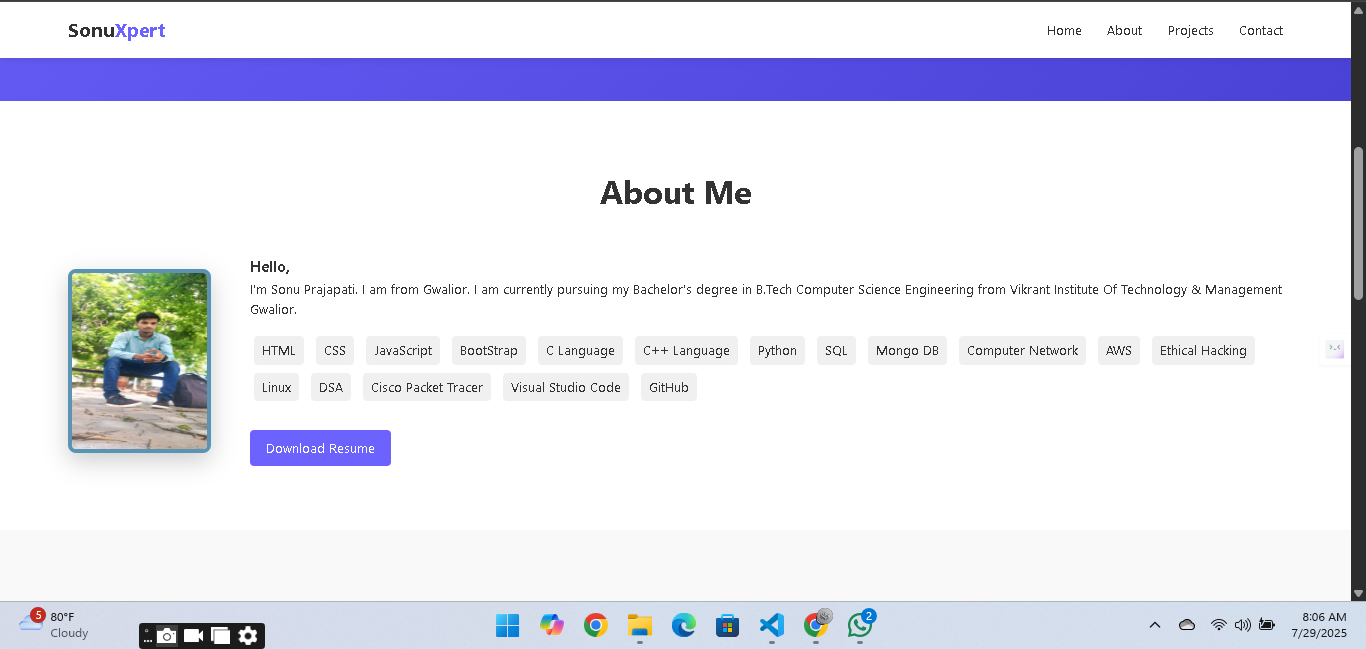 SonuXpert
Home About Projects Contact
About Me
Hello,
I'm Sonu Prajapati. I am from Gwalior. I am currently pursuing my Bachelor's degree in B.Tech Computer Science Engineering from Vikrant Institute Of Technology & Management
Gwalior.
HTML CSS JavaScript BootStrap C Language C++ Language Python SQL Mongo DB Computer Network AWS Ethical Hacking
Linux DSA Cisco Packet Tracer Visual Studio Code GitHub
Download Resume
5
80°F
Cloudy
2
8:06 AM
7/29/2025